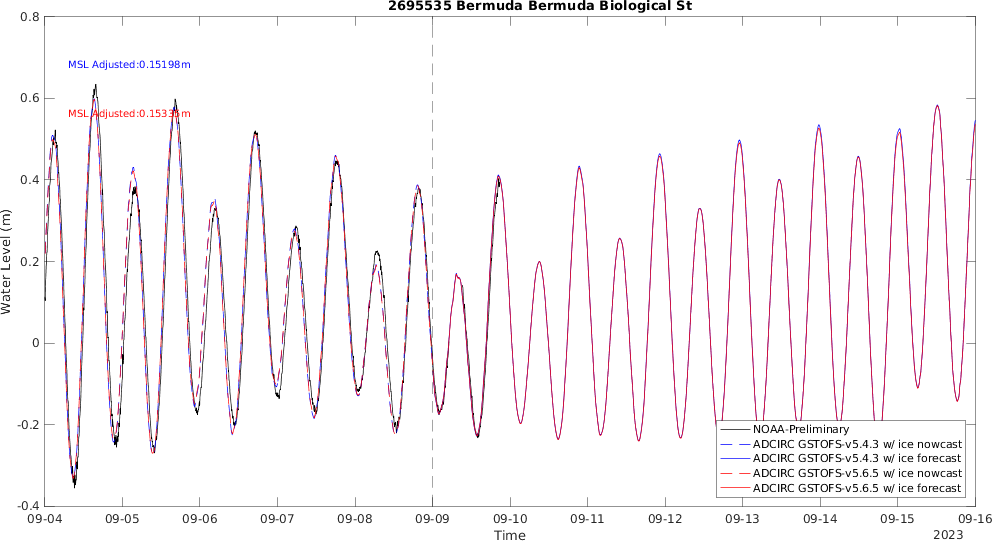 2695535 Bermuda Bermuda Biological St
MSL Adjusted:0.15198m
MSL Adjusted:0.15335m
Water Level (m)
0.8
0.6
0.4
0.2
0
-0.2
-0.4
NOAA-Preliminary
ADCIRC GSTOFS-v5.4.3 w/ ice nowcast
ADCIRC GSTOFS-v5.4.3 w/ ice forecast
ADCIRC GSTOFS-v5.6.5 w/ ice nowcast
ADCIRC GSTOFS-v5.6.5 w/ ice forecast
09-04 09-05 09-06 09-07 09-08 09-09 09-10 09-11 09-12 09-13 09-14 09-15 09-16
Time
2023